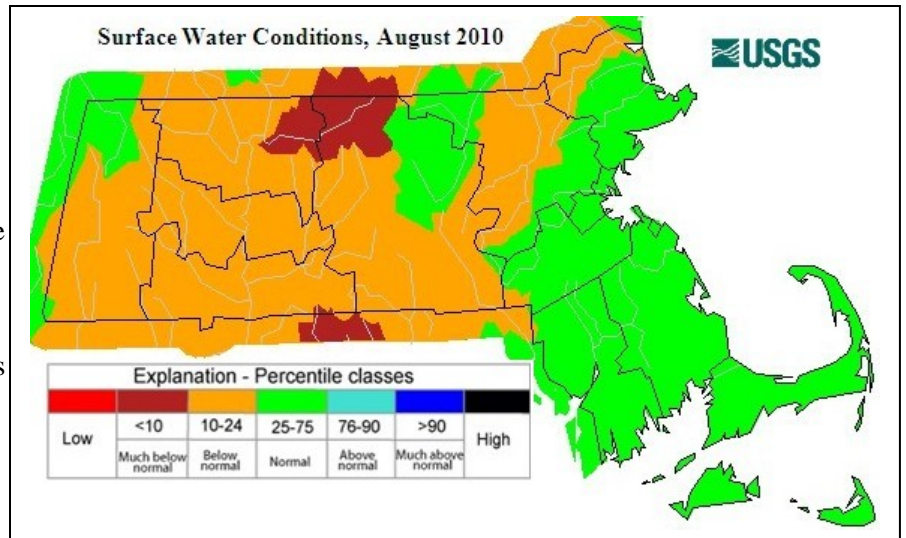 Surface Water Conditions, August 2010
USGS
e
s
Explanation - Percentile classes
Low <10 10-24 25-75 76-90 >90 High
Much below normal Below normal Normal Above normal Much above normal